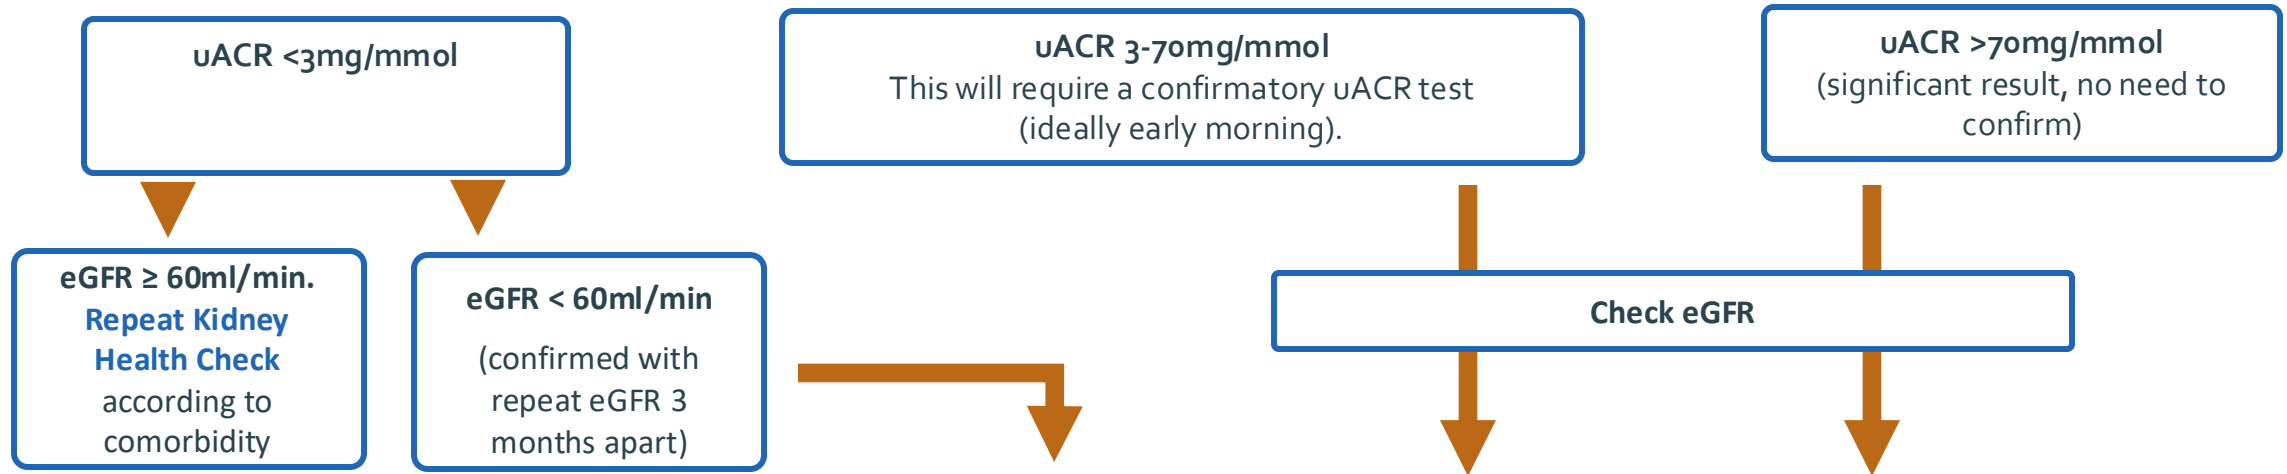 uACR <3mg/mmol
uACR 3-70mg/mmol
This will require a confirmatory uACR test
(ideally early morning).
uACR >70mg/mmol
(significant result, no need to
confirm)
eGFR ≥ 60ml/min.
Repeat Kidney
Health Check
according to
comorbidity
eGFR < 60ml/min
(confirmed with
repeat eGFR 3
months apart)
Check eGFR